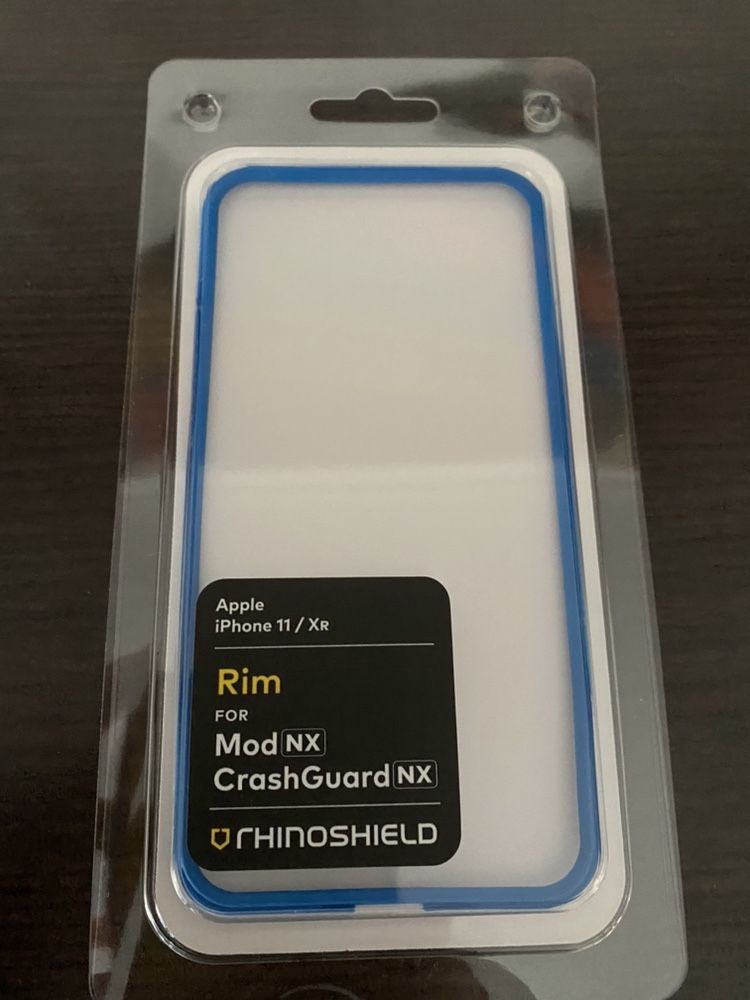 Apple
iPhone 11 / XR
Rim
FOR
Mod NX
CrashGuard NX
RHINOSHIELD